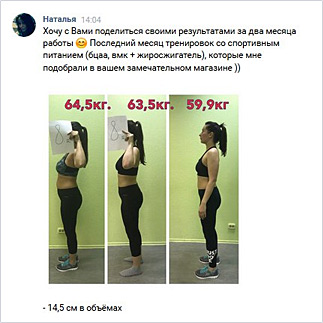 Наталья 14:04
Хочу с Вами поделиться своими результатами за два месяца
работы Последний месяц тренировок со спортивным
питанием (бцаа, вмк + жиросжигатель), которые мне
подобрали в вашем замечательном магазине ))
64,5кг. 63,5кг. 59,9кг
- 14,5 см в объёмах